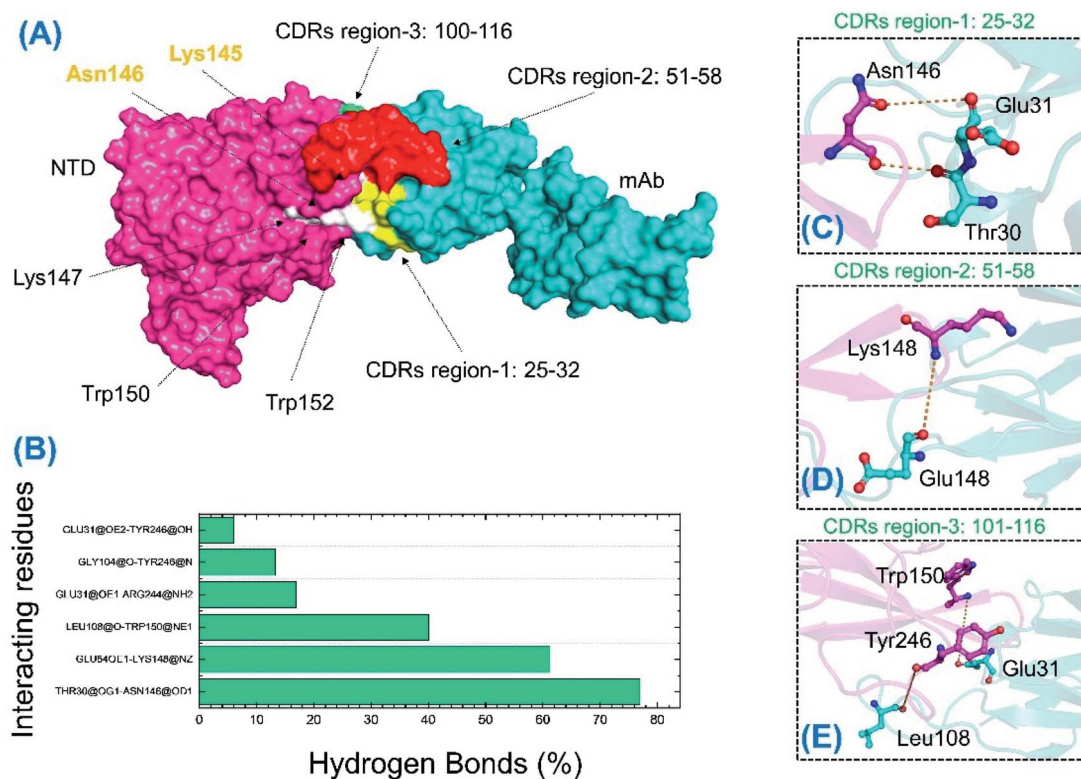 (A)
CDRs region-3: 100-116
Lys145
Asn146
CDRs region-2: 51-58
NTD
mAb
Lys147
Trp150
Trp152
CDRs region-1: 25-32
(B)
Interacting residues
GLU31@OE2-TYR246@OH
GLY104@O-TYR246@N
GLU31@OE1-ARG244@NH2
LEU108@O-TRP150@NE1
GLU54OE1-LYS148@NZ
THR30@OG1-ASN146@OD1
0 10 20 30 40 50 60 70 80
Hydrogen Bonds (%)
CDRs region-1: 25-32
Asn146
Glu31
Thr30
(C)
CDRs region-2: 51-58
Lys148
Glu148
(D)
CDRs region-3: 101-116
Trp150
Tyr246
Glu31
Leu108
(E)